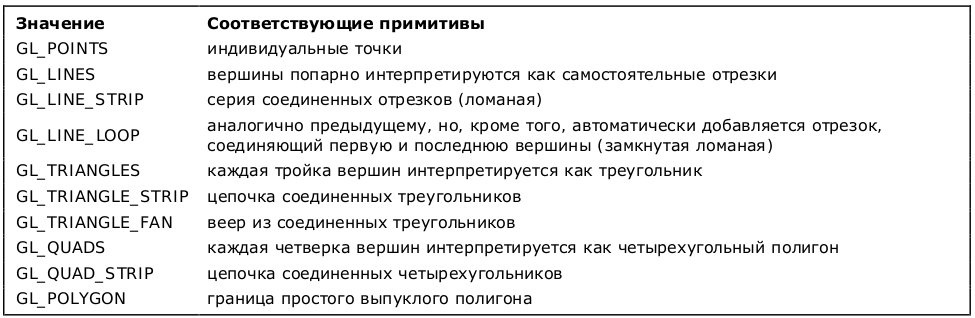 Значение Соответствующие примитивы
GL_POINTS индивидуальные точки
GL_LINES вершины попарно интерпретируются как самостоятельные отрезки
GL_LINE_STRIP серия соединенных отрезков (ломаная)
GL_LINE_LOOP аналогично предыдущему, но, кроме того, автоматически добавляется отрезок,
соединяющий первую и последнюю вершины (замкнутая ломаная)
GL_TRIANGLES каждая тройка вершин интерпретируется как треугольник
GL_TRIANGLE_STRIP цепочка соединенных треугольников
GL_TRIANGLE_FAN веер из соединенных треугольников
GL_QUADS каждая четверка вершин интерпретируется как четырехугольный полигон
GL_QUAD_STRIP цепочка соединенных четырехугольников
GL_POLYGON граница простого выпуклого полигона